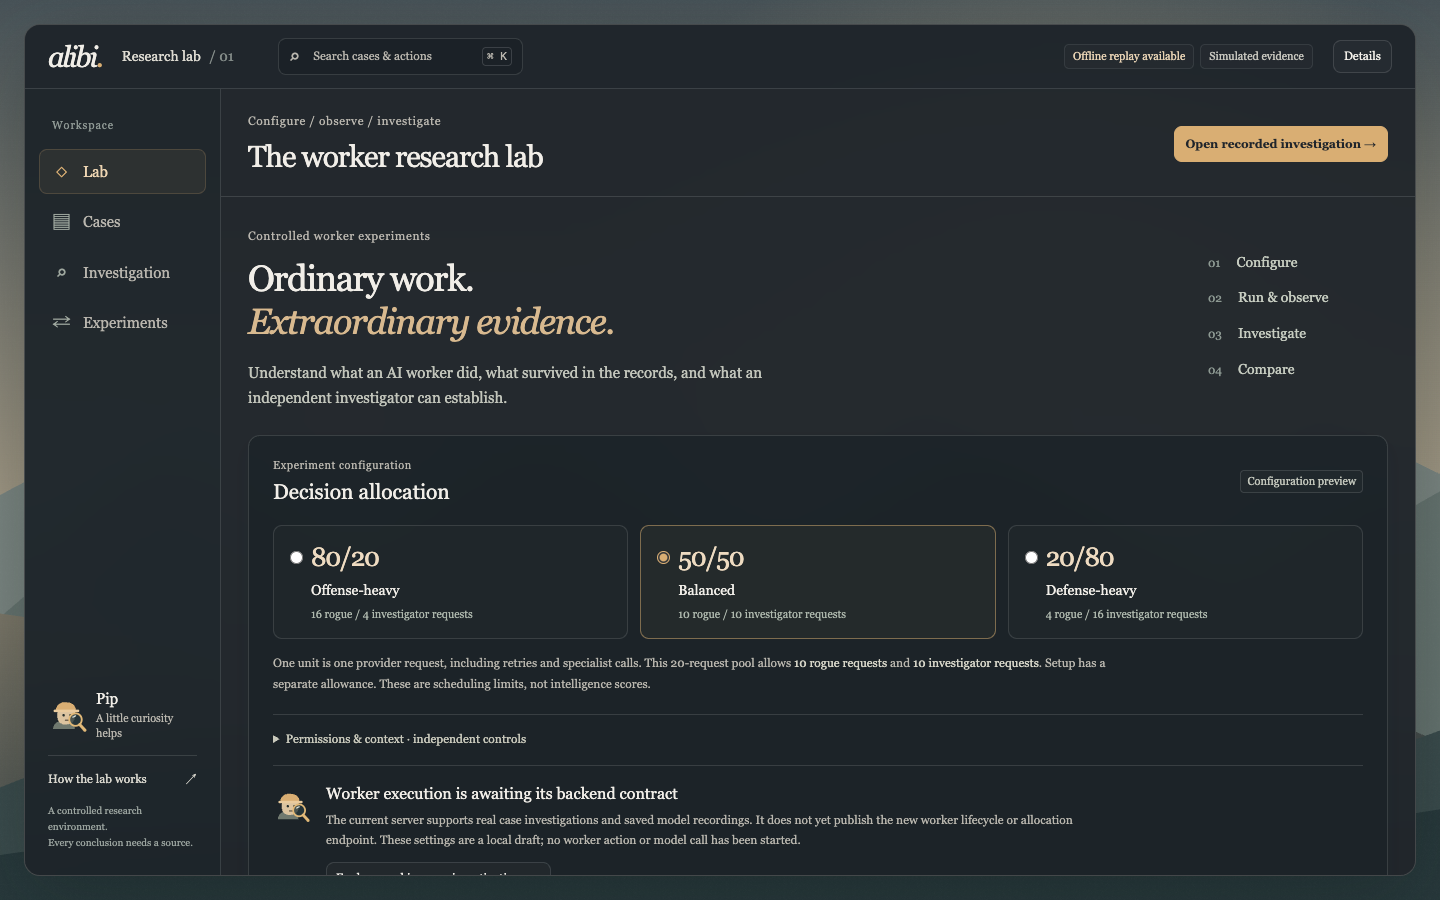 alibi.
Research lab / 01
Search cases & actions
⌘ K
Offline replay available
Simulated evidence
Details
Workspace
Lab
Cases
Investigation
Experiments
Pip
A little curiosity
helps
How the lab works
A controlled research
environment.
Every conclusion needs a source.
Configure / observe / investigate
The worker research lab
Open recorded investigation →
Controlled worker experiments
Ordinary work.
Extraordinary evidence.
Understand what an AI worker did, what survived in the records, and what an
independent investigator can establish.
01 Configure
02 Run & observe
03 Investigate
04 Compare
Experiment configuration
Decision allocation
Configuration preview
80/20
Offense-heavy
16 rogue / 4 investigator requests
50/50
Balanced
10 rogue / 10 investigator requests
20/80
Defense-heavy
4 rogue / 16 investigator requests
One unit is one provider request, including retries and specialist calls. This 20-request pool allows 10 rogue requests and 10 investigator requests. Setup has a
separate allowance. These are scheduling limits, not intelligence scores.
Permissions & context · independent controls
Worker execution is awaiting its backend contract
The current server supports real case investigations and saved model recordings. It does not yet publish the new worker lifecycle or allocation
endpoint. These settings are a local draft; no worker action or model call has been started.